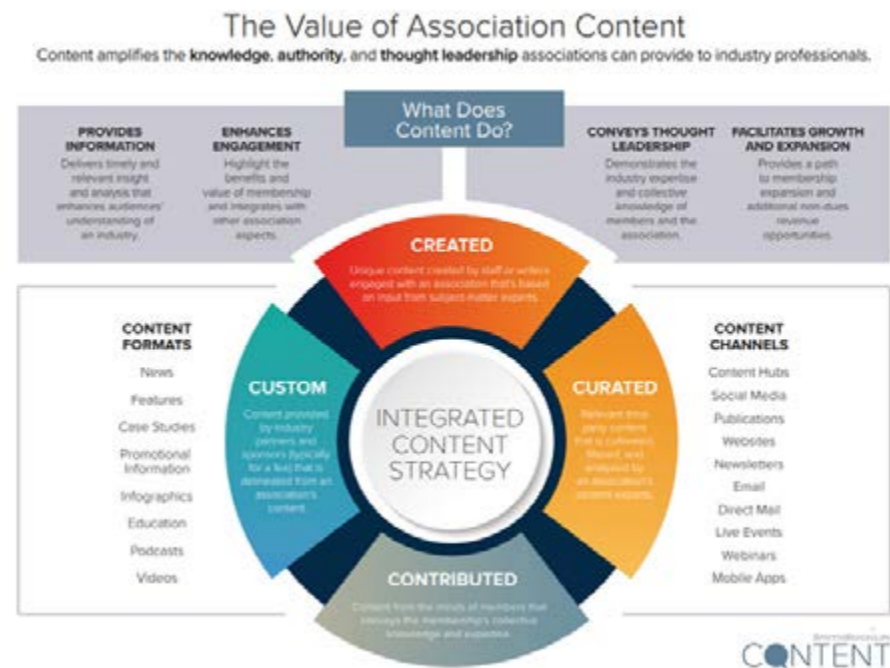 The Value of Association Content
Content amplifies the knowledge, authority, and thought leadership associations can provide to industry professionals.
What Does
Content Do?
PROVIDES
INFORMATION
Delivers timely and
relevant insight
and analysis that
enhances audiences'
understanding of
an industry.
ENHANCES
ENGAGEMENT
Highlight the
benefits and
value of membership
and integrates with
other association
aspects.
CONVEYS THOUGHT
LEADERSHIP
Demonstrates the
industry expertise
and collective
knowledge of
members and the
association.
FACILITATES GROWTH
AND EXPANSION
Provides a path
to membership
expansion and
additional non-dues
revenue
opportunities.
CREATED
Unique content created by staff or writers
engaged with an association that's based
on input from subject-matter experts.
CONTENT
FORMATS
News
Features
Case Studies
Promotional
Information
Infographics
Education
Podcasts
Videos
CUSTOM
Content provided
by industry
partners and
sponsors (typically
for a fee) that is
delineated from an
association's
content.
INTEGRATED
CONTENT
STRATEGY
CURATED
Relevant third-
party content
that is collected,
filtered, and
analyzed by
an association's
content experts.
CONTENT
CHANNELS
Content Hubs
Social Media
Publications
Websites
Newsletters
Email
Direct Mail
Live Events
Webinars
Mobile Apps
CONTRIBUTED
Content from the minds of members that
conveys the membership's collective
knowledge and expertise.
CONTENT